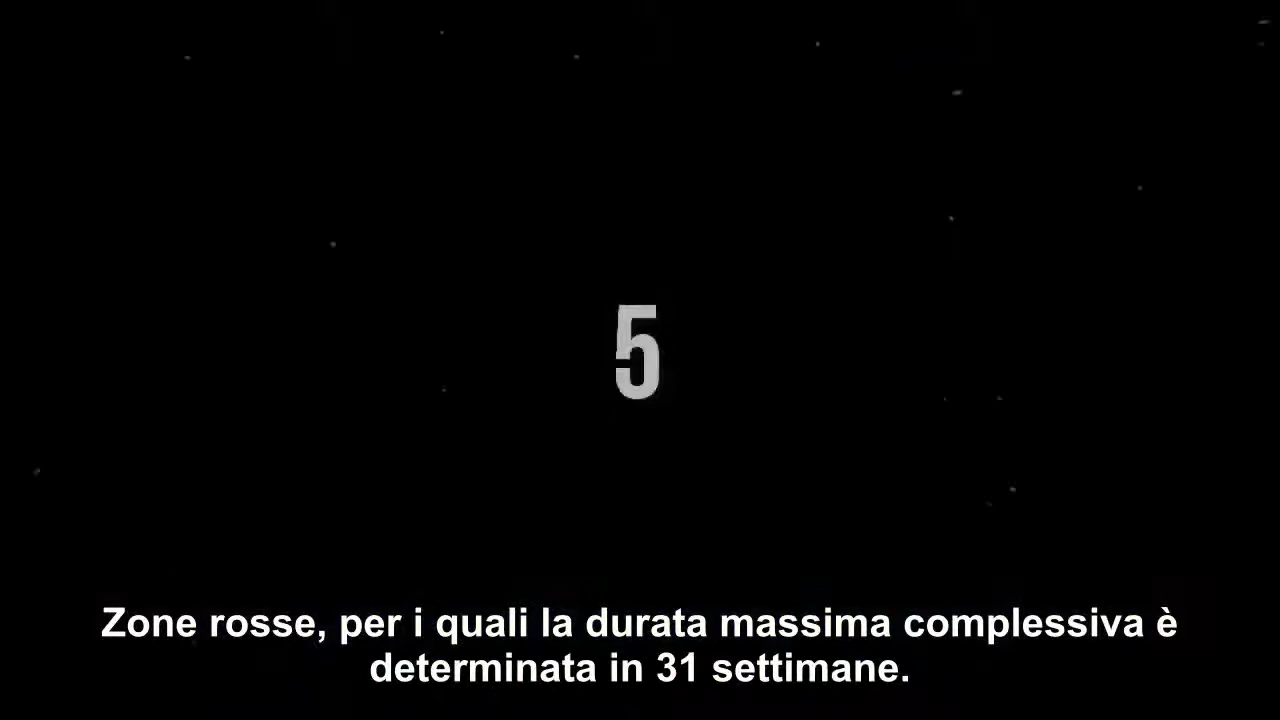 5
Zone rosse, per i quali la durata massima complessiva è
determinata in 31 settimane.